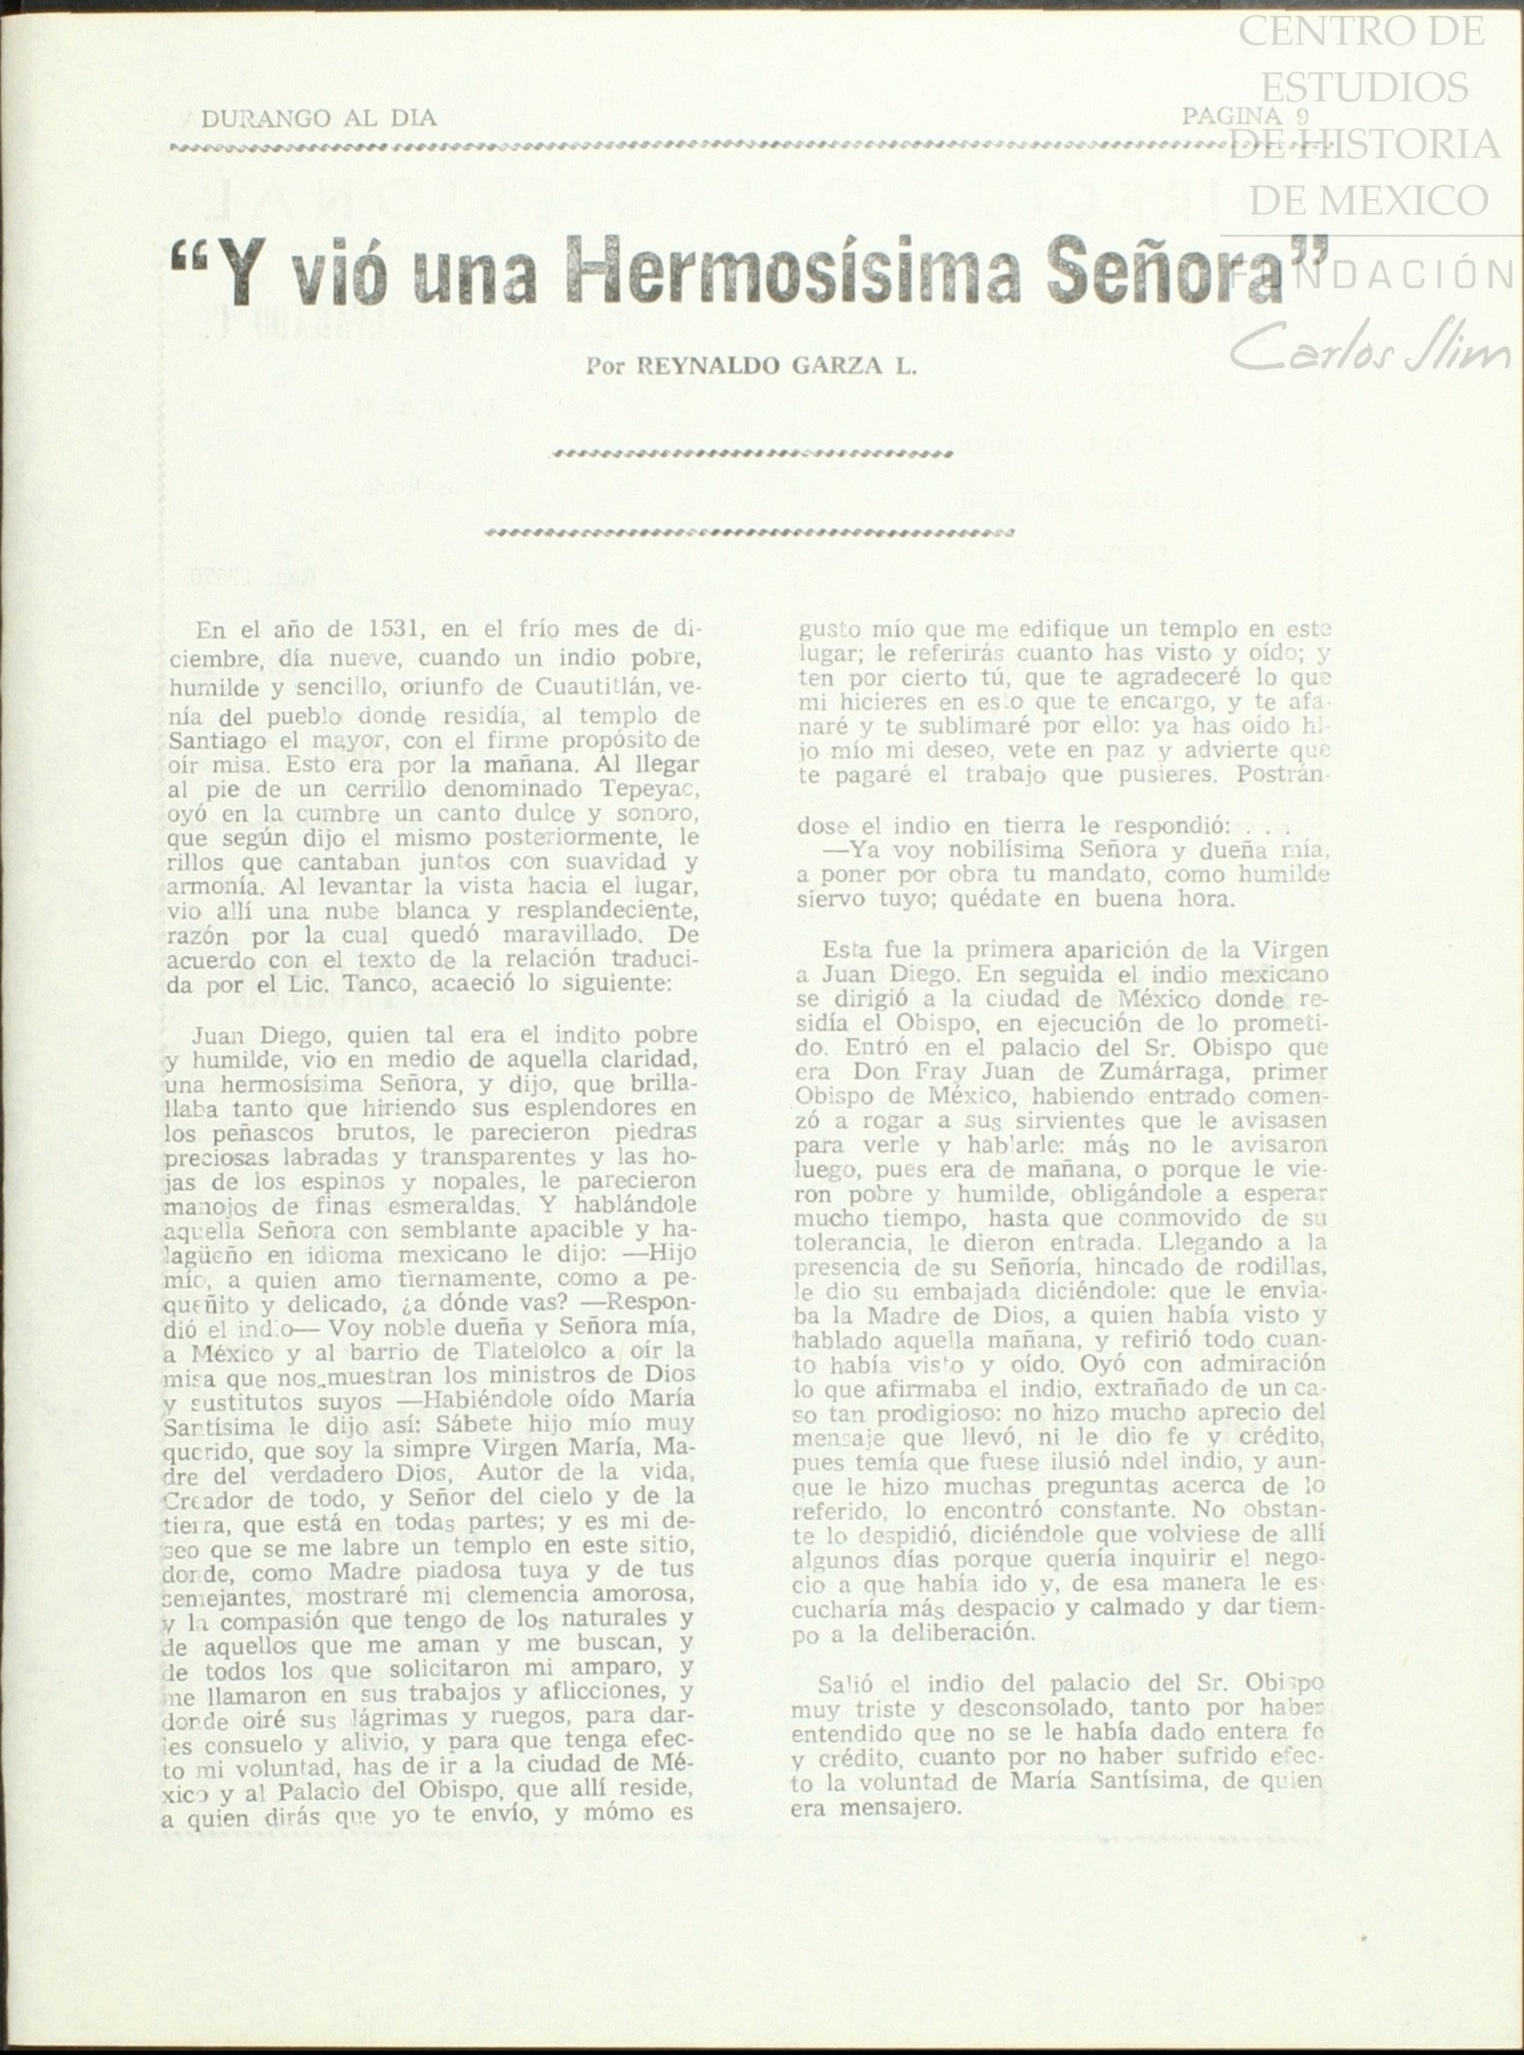 CENTRO DE
ESTUDIOS
DE HISTORIA
DE MEXICO
FUNDACIÓN
Carlos Slim
DURANGO AL DIA
PAGINA 9
“Y vió una Hermosísima Señora”
Por REYNALDO GARZA L.
En el año de 1531, en el frío mes de di-
ciembre, día nueve, cuando un indio pobre,
humilde y sencillo, oriunfo de Cuautitlán, ve-
nía del pueblo donde residía, al templo de
Santiago el mayor, con el firme propósito de
oír misa. Esto era por la mañana. Al llegar
al pie de un cerrillo denominado Tepeyac,
oyó en la cumbre un canto dulce y sonoro,
que según dijo el mismo posteriormente, le
rillos que cantaban juntos con suavidad y
armonía. Al levantar la vista hacia el lugar,
vio allí una nube blanca y resplandeciente,
razón por la cual quedó maravillado. De
acuerdo con el texto de la relación traduci-
da por el Lic. Tanco, acaeció lo siguiente:
Juan Diego, quien tal era el indito pobre
y humilde, vio en medio de aquella claridad,
una hermosísima Señora, y dijo, que brilla-
llaba tanto que hiriendo sus esplendores en
los peñascos brutos, le parecieron piedras
preciosas labradas y transparentes y las ho-
jas de los espinos y nopales, le parecieron
manojos de finas esmeraldas. Y hablándole
aquella Señora con semblante apacible y ha-
lagüeño en idioma mexicano le dijo: —Hijo
mío, a quien amo tiernamente, como a pe-
queñito y delicado, ¿a dónde vas? —Respon-
dió el indio— Voy noble dueña y Señora mía,
a México y al barrio de Tlatelolco a oír la
misa que nos muestran los ministros de Dios
y sustitutos suyos —Habiéndole oído María
Santísima le dijo así: Sábete hijo mío muy
querido, que soy la simpre Virgen María, Ma-
dre del verdadero Dios, Autor de la vida,
Creador de todo, y Señor del cielo y de la
tierra, que está en todas partes; y es mi de-
seo que se me labre un templo en este sitio,
donde, como Madre piadosa tuya y de tus
semejantes, mostraré mi clemencia amorosa,
y la compasión que tengo de los naturales y
de aquellos que me aman y me buscan, y
de todos los que solicitaron mi amparo, y
me llamaron en sus trabajos y aflicciones, y
donde oiré sus lágrimas y ruegos, para dar-
les consuelo y alivio, y para que tenga efec-
to mi voluntad, has de ir a la ciudad de Mé-
xico y al Palacio del Obispo, que allí reside,
a quien dirás que yo te envío, y mómo es
gusto mío que me edifique un templo en este
lugar; le referirás cuanto has visto y oído; y
ten por cierto tú, que te agradeceré lo que
mi hicieres en esto que te encargo, y te afa-
naré y te sublimaré por ello: ya has oído hi-
jo mío mi deseo, vete en paz y advierte que
te pagaré el trabajo que pusieres. Postrán-
dose el indio en tierra le respondió: . . .
—Ya voy nobilísima Señora y dueña mía,
a poner por obra tu mandato, como humilde
siervo tuyo; quédate en buena hora.
Esta fue la primera aparición de la Virgen
a Juan Diego. En seguida el indio mexicano
se dirigió a la ciudad de México donde re-
sidía el Obispo, en ejecución de lo prometi-
do. Entró en el palacio del Sr. Obispo que
era Don Fray Juan de Zumárraga, primer
Obispo de México, habiendo entrado comen-
zó a rogar a sus sirvientes que le avisasen
para verle y hablarle: más no le avisaron
luego, pues era de mañana, o porque le vie-
ron pobre y humilde, obligándole a esperar
mucho tiempo, hasta que conmovido de su
tolerancia, le dieron entrada. Llegando a la
presencia de su Señoría, hincado de rodillas,
le dio su embajada diciéndole: que le envia-
ba la Madre de Dios, a quien había visto y
hablado aquella mañana, y refirió todo cuan-
to había visto y oído. Oyó con admiración
lo que afirmaba el indio, extrañado de un ca-
so tan prodigioso: no hizo mucho aprecio del
mensaje que llevó, ni le dio fe y crédito,
pues temía que fuese ilusió ndel indio, y aun-
que le hizo muchas preguntas acerca de lo
referido, lo encontró constante. No obstan-
te lo despidió, diciéndole que volviese de allí
algunos días porque quería inquirir el nego-
cio a que había ido y, de esa manera le es-
cucharía más despacio y calmado y dar tiem-
po a la deliberación.
Salió el indio del palacio del Sr. Obispo
muy triste y desconsolado, tanto por haber
entendido que no se le había dado entera fe
y crédito, cuanto por no haber sufrido efec-
to la voluntad de María Santísima, de quien
era mensajero.